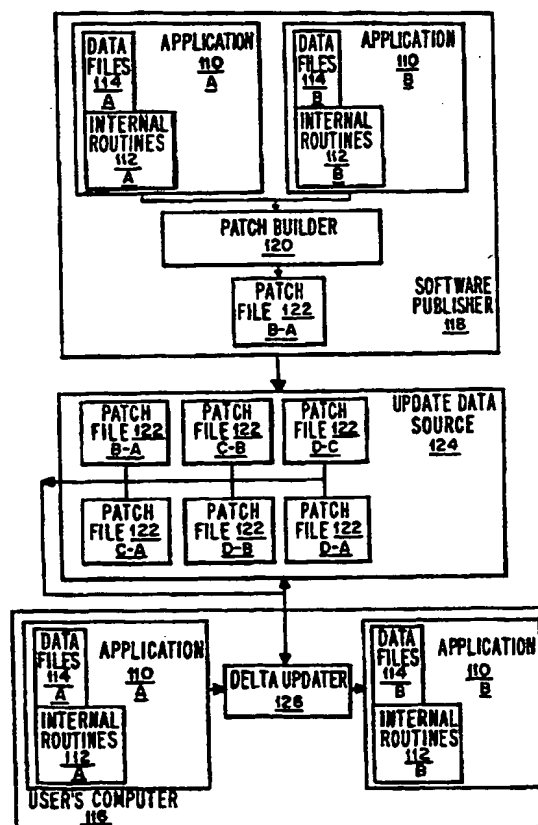 DATA
FILES
114
A
APPLICATION
110
A
INTERNAL
ROUTINES
112
A
DATA
FILES
114
B
APPLICATION
110
B
INTERNAL
ROUTINES
112
B
PATCH BUILDER
120
PATCH
FILE 122
B-A
SOFTWARE
PUBLISHER
118
UPDATE DATA
SOURCE
124
PATCH
FILE 122
B-A
PATCH
FILE 122
C-B
PATCH
FILE 122
D-C
PATCH
FILE 122
C-A
PATCH
FILE 122
D-B
PATCH
FILE 122
D-A
DATA
FILES
114
A
APPLICATION
110
A
INTERNAL
ROUTINES
112
A
USER'S COMPUTER
116
DELTA UPDATER
126
DATA
FILES
114
B
APPLICATION
110
B
INTERNAL
ROUTINES
112
B